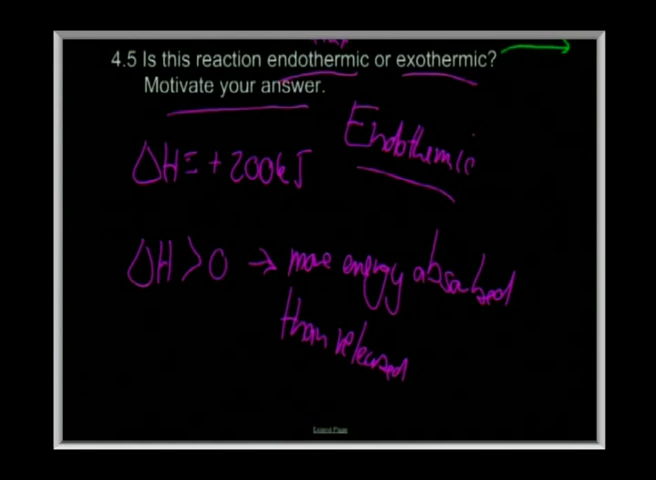 4.5 Is this reaction endothermic or exothermic?
Motivate your answer.
Endothermic
ΔH = +200kJ
ΔH > 0 → more energy absorbed
than released